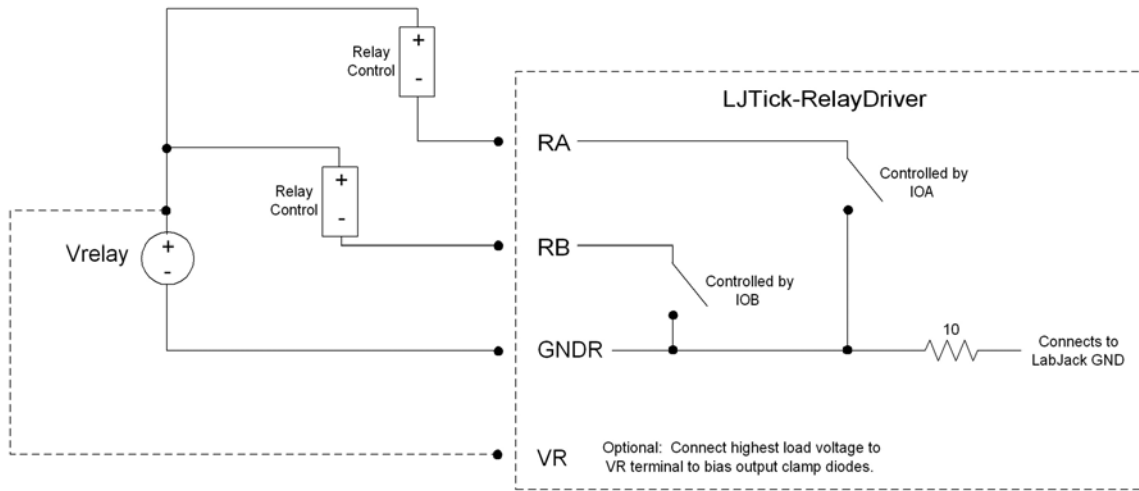 LJTick-RelayDriver
+
Relay
Control
-
RA
Controlled by
IOA
+
Relay
Control
-
Vrelay
+
-
RB
Controlled by
IOB
GNDR
10
Connects to
LabJack GND
VR
Optional: Connect highest load voltage to
VR terminal to bias output clamp diodes.